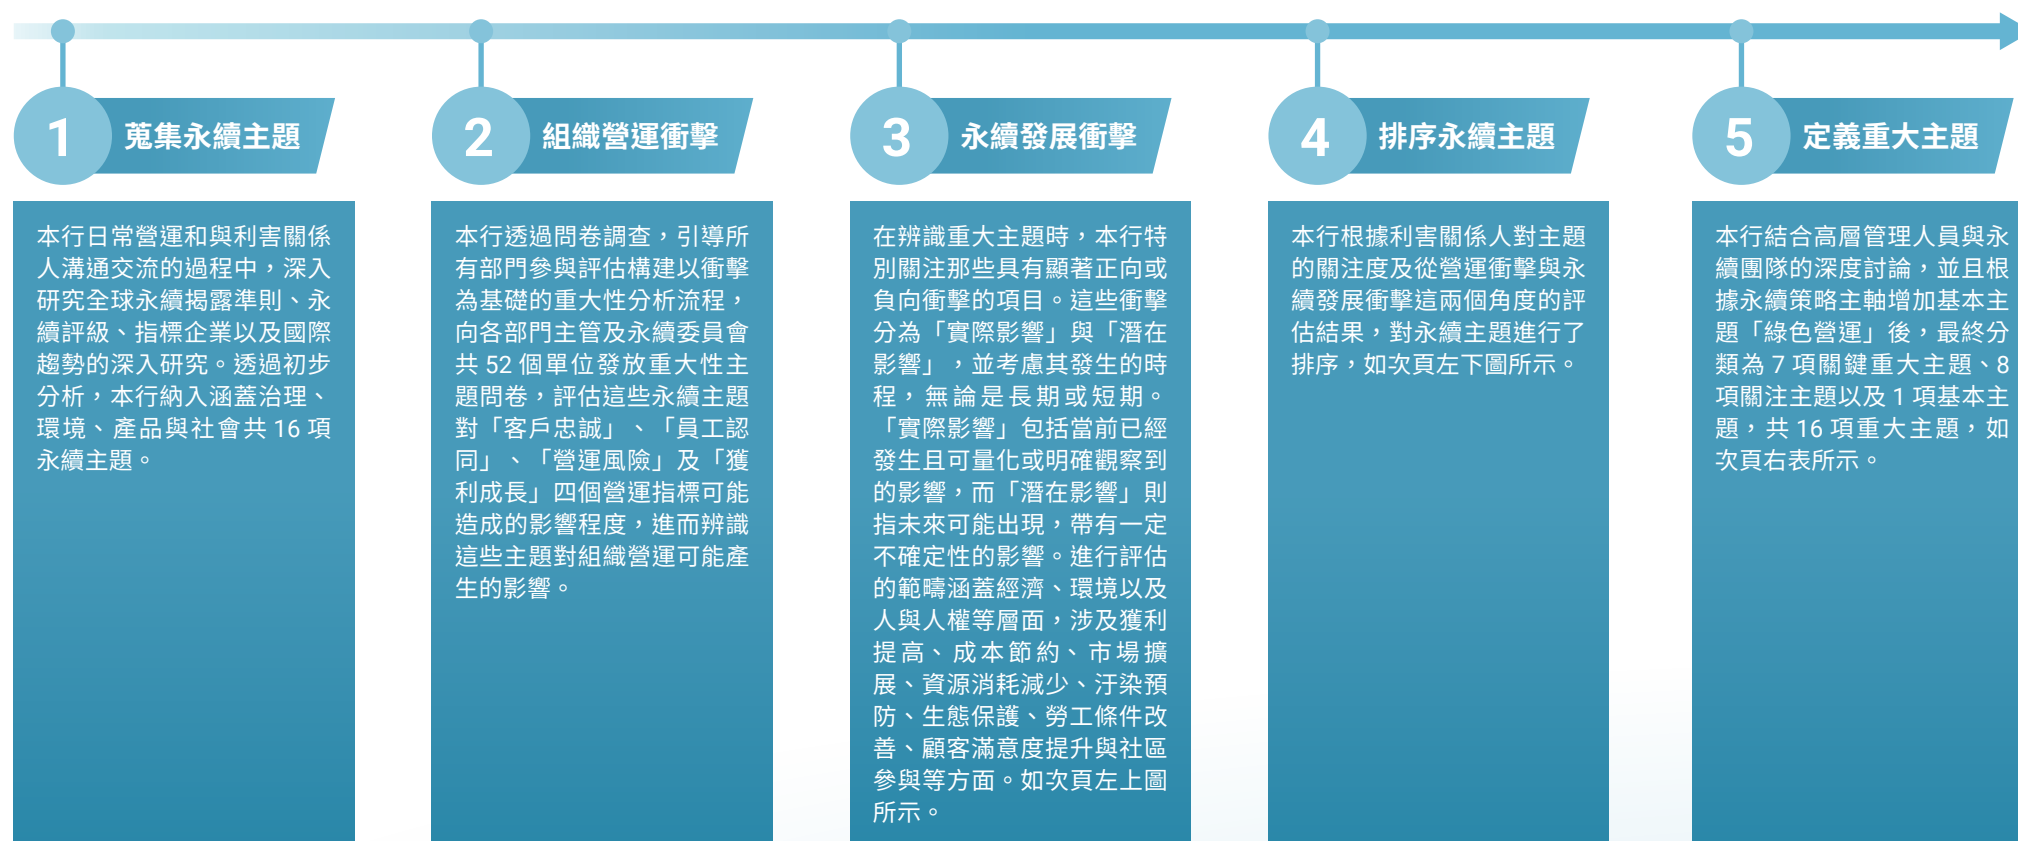 1
蒐集永續主題
本行日常營運和與利害關係
人溝通交流的過程中，深入
研究全球永續揭露準則、永
續評級、指標企業以及國際
趨勢的深入研究。透過初步
分析，本行納入涵蓋治理、
環境、產品與社會共 16 項
永續主題。
2
組織營運衝擊
本行透過問卷調查，引導所
有部門參與評估構建以衝擊
為基礎的重大性分析流程，
向各部門主管及永續委員會
共 52 個單位發放重大性主
題問卷，評估這些永續主題
對「客戶忠誠」、「員工認
同」、「營運風險」及「獲
利成長」四個營運指標可能
造成的影響程度，進而辨識
這些主題對組織營運可能產
生的影響。
3
永續發展衝擊
在辨識重大主題時，本行特
別關注那些具有顯著正向或
負向衝擊的項目。這些衝擊
分為「實際影響」與「潛在
影響」，並考慮其發生的時
程，無論是長期或短期。
「實際影響」包括當前已經
發生且可量化或明確觀察到
的影響，而「潛在影響」則
指未來可能出現，帶有一定
不確定性的影響。進行評估
的範疇涵蓋經濟、環境以及
人與人權等層面，涉及獲利
提高、成本節約、市場擴
展、資源消耗減少、汙染預
防、生態保護、勞工條件改
善、顧客滿意度提升與社區
參與等方面。如次頁左上圖
所示。
4
排序永續主題
本行根據利害關係人對主題
的關注度及從營運衝擊與永
續發展衝擊這兩個角度的評
估結果，對永續主題進行了
排序，如次頁左下圖所示。
5
定義重大主題
本行結合高層管理人員與永
續團隊的深度討論，並且根
據永續策略主軸增加基本主
題「綠色營運」後，最終分
類為 7 項關鍵重大主題、8
項關注主題以及 1 項基本主
題，共 16 項重大主題，如
次頁右表所示。